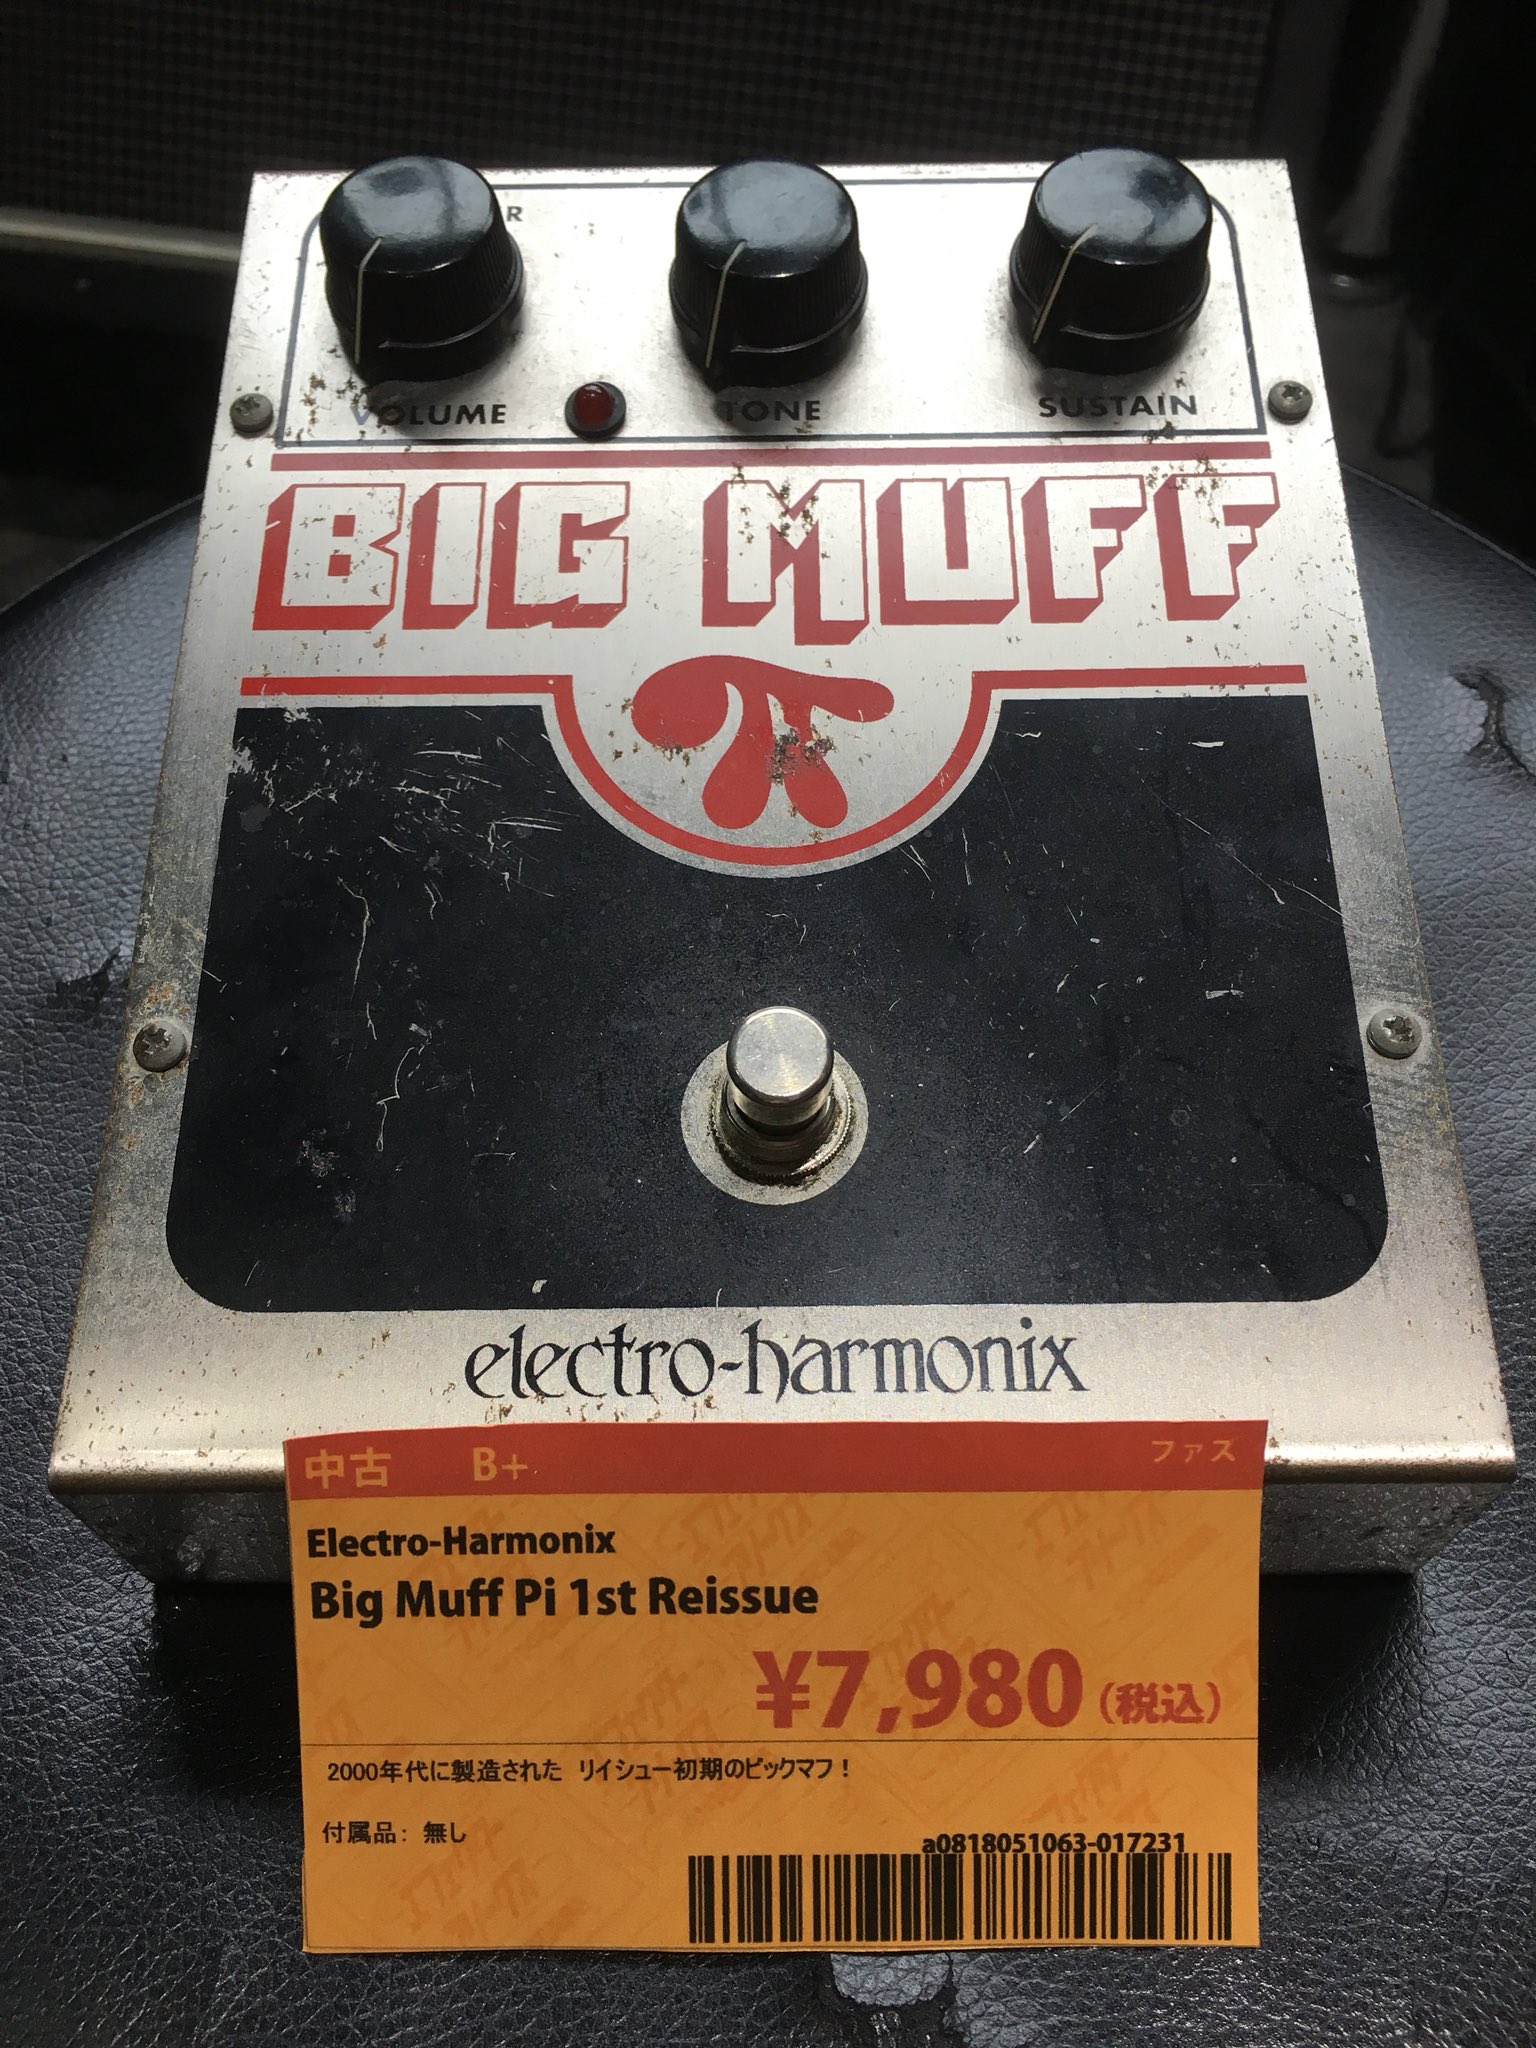 VOLUME
TONE
SUSTAIN
BIG MUFF
π
electro-harmonix
中古 B+ ファズ
Electro-Harmonix
Big Muff Pi 1st Reissue
¥7,980 (税込)
2000年代に製造された リイシュー初期のビックマフ！
付属品： 無し
a0818051063-017231